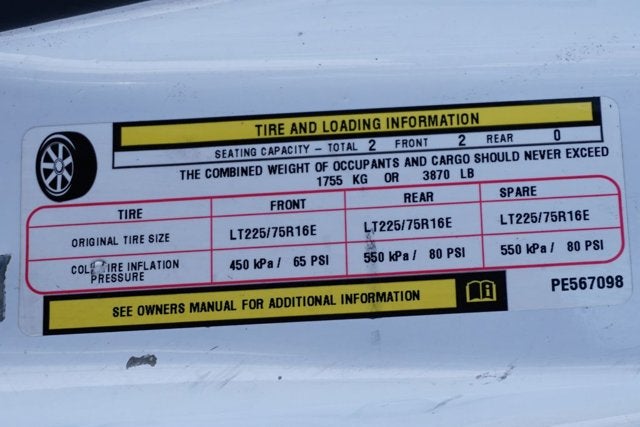 TIRE AND LOADING INFORMATION
SEATING CAPACITY – TOTAL 2 FRONT 2 REAR 0
THE COMBINED WEIGHT OF OCCUPANTS AND CARGO SHOULD NEVER EXCEED
1755 KG OR 3870 LB
TIRE FRONT REAR SPARE
ORIGINAL TIRE SIZE LT225/75R16E LT225/75R16E LT225/75R16E
COLD TIRE INFLATION PRESSURE 450 kPa / 65 PSI 550 kPa / 80 PSI 550 kPa / 80 PSI
SEE OWNERS MANUAL FOR ADDITIONAL INFORMATION
PE567098